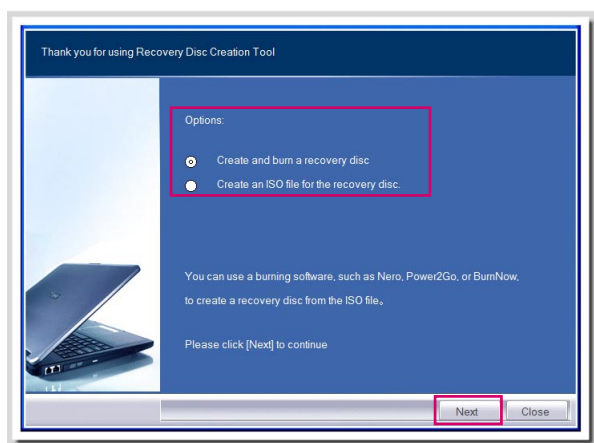 Thank you for using Recovery Disc Creation Tool
Options:
Create and burn a recovery disc
Create an ISO file for the recovery disc.
You can use a burning software, such as Nero, Power2Go, or BurnNow,
to create a recovery disc from the ISO file。
Please click [Next] to continue
Next
Close